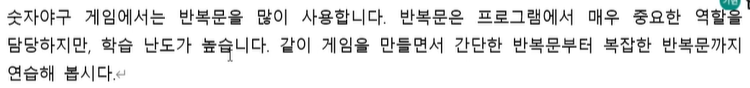 숫자야구 게임에서는 반복문을 많이 사용합니다. 반복문은 프로그램에서 매우 중요한 역할을
담당하지만, 학습 난도가 높습니다. 같이 게임을 만들면서 간단한 반복문부터 복잡한 반복문까지
연습해 봅시다.↵